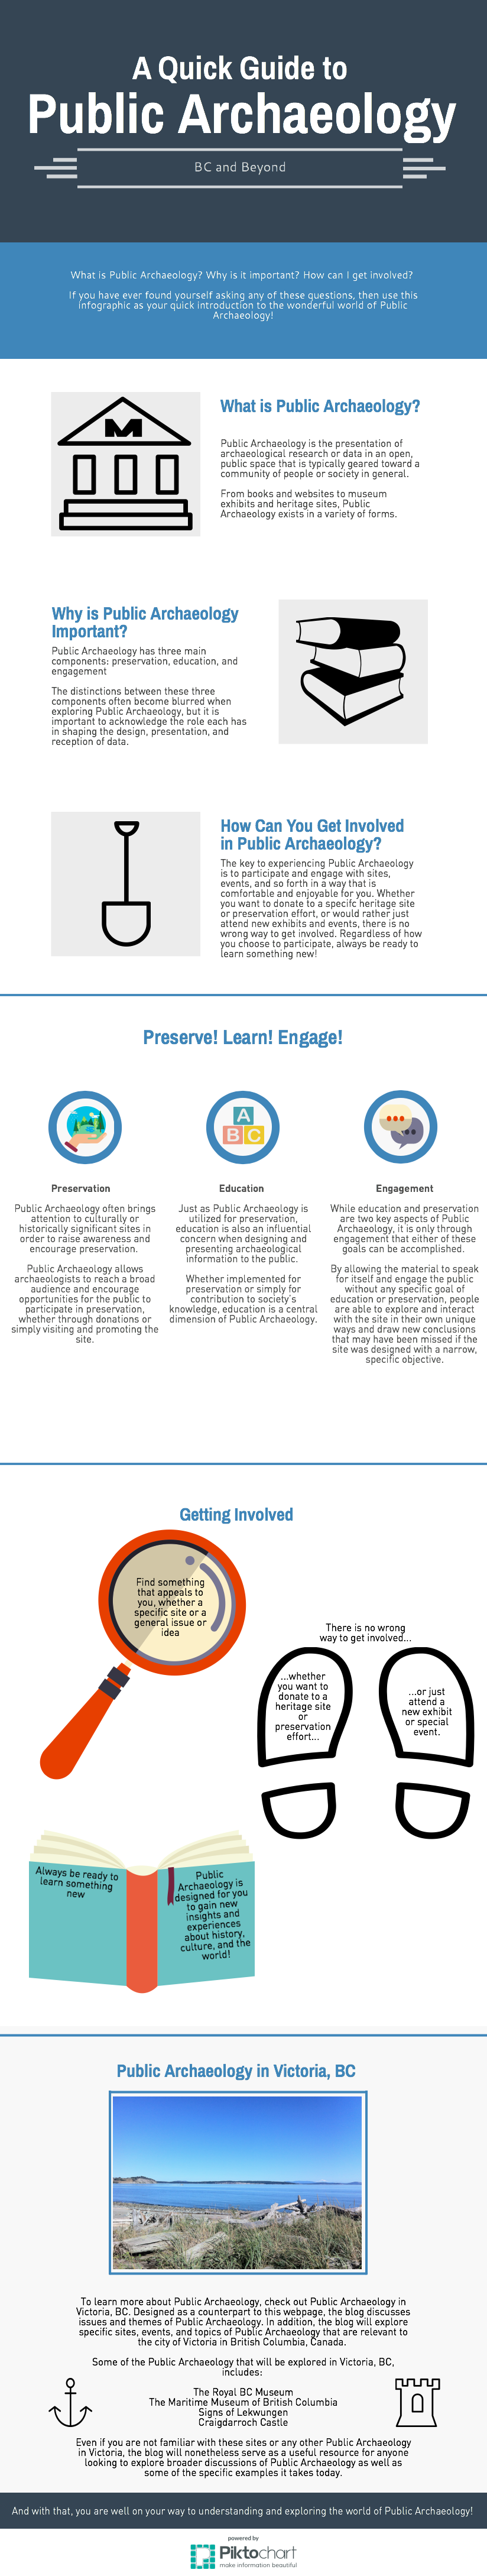 A Quick Guide to
Public Archaeology
BC and Beyond
What is Public Archaeology? Why is it important? How can I get involved?
If you have ever found yourself asking any of these questions, then use this
infographic as your quick introduction to the wonderful world of Public
Archaeology!
M
What is Public Archaeology?
Public Archaeology is the presentation of
archaeological research or data in an open,
public space that is typically geared toward a
community of people or society in general.
From books and websites to museum
exhibits and heritage sites, Public
Archaeology exists in a variety of forms.
Why is Public Archaeology
Important?
Public Archaeology has three main
components: preservation, education, and
engagement
The distinctions between these three
components often become blurred when
exploring Public Archaeology, but it is
important to acknowledge the role each has
in shaping the design, presentation, and
reception of data.
How Can You Get Involved
in Public Archaeology?
The key to experiencing Public Archaeology
is to participate and engage with sites,
events, and so forth in a way that is
comfortable and enjoyable for you. Whether
you want to donate to a specifc heritage site
or preservation effort, or would rather just
attend new exhibits and events, there is no
wrong way to get involved. Regardless of how
you choose to participate, always be ready to
learn something new!
Preserve! Learn! Engage!
A
B C
Preservation
Public Archaeology often brings
attention to culturally or
historically significant sites in
order to raise awareness and
encourage preservation.
Public Archaeology allows
archaeologists to reach a broad
audience and encourage
opportunities for the public to
participate in preservation,
whether through donations or
simply visiting and promoting the
site.
Education
Just as Public Archaeology is
utilized for preservation,
education is also an influential
concern when designing and
presenting archaeological
information to the public.
Whether implemented for
preservation or simply for
contribution to society's
knowledge, education is a central
dimension of Public Archaeology.
Engagement
While education and preservation
are two key aspects of Public
Archaeology, it is only through
engagement that either of these
goals can be accomplished.
By allowing the material to speak
for itself and engage the public
without any specific goal of
education or preservation, people
are able to explore and interact
with the site in their own unique
ways and draw new conclusions
that may have been missed if the
site was designed with a narrow,
specific objective.
Getting Involved
Find something
that appeals to
you, whether a
specific site or a
general issue or
idea
There is no wrong
way to get involved...
...whether
you want to
donate to a
heritage site
or
preservation
effort...
...or just
attend a
new exhibit
or special
event.
Always be ready to
learn something
new
Public
Archaeology is
designed for you
to gain new
insights and
experiences
about history,
culture, and the
world!
Public Archaeology in Victoria, BC
To learn more about Public Archaeology, check out Public Archaeology in
Victoria, BC. Designed as a counterpart to this webpage, the blog discusses
issues and themes of Public Archaeology. In addition, the blog will explore
specific sites, events, and topics of Public Archaeology that are relevant to
the city of Victoria in British Columbia, Canada.
Some of the Public Archaeology that will be explored in Victoria, BC,
includes:
The Royal BC Museum
The Maritime Museum of British Columbia
Signs of Lekwungen
Craigdarroch Castle
Even if you are not familiar with these sites or any other Public Archaeology
in Victoria, the blog will nonetheless serve as a useful resource for anyone
looking to explore broader discussions of Public Archaeology as well as
some of the specific examples it takes today.
And with that, you are well on your way to understanding and exploring the world of Public Archaeology!
powered by
Piktochart
make information beautiful